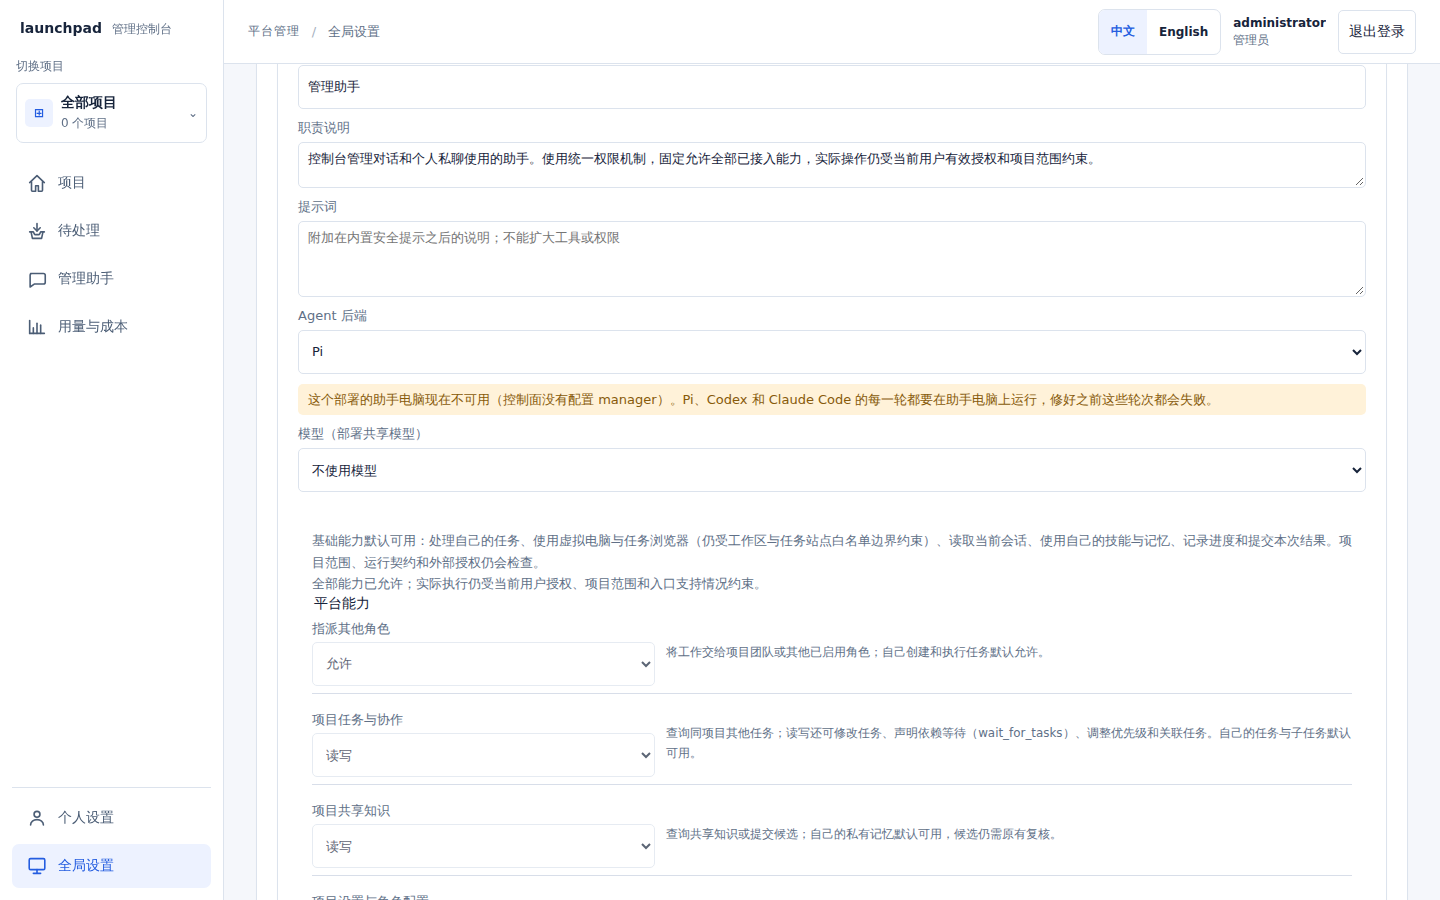 launchpad 管理控制台
切换项目
全部项目
0 个项目
项目
待处理
管理助手
用量与成本
个人设置
全局设置
平台管理 / 全局设置
中文 English
administrator
管理员
退出登录
管理助手
职责说明
控制台管理对话和个人私聊使用的助手。使用统一权限机制，固定允许全部已接入能力，实际操作仍受当前用户有效授权和项目范围约束。
提示词
附加在内置安全提示之后的说明；不能扩大工具或权限
Agent 后端
Pi
这个部署的助手电脑现在不可用（控制面没有配置 manager）。Pi、Codex 和 Claude Code 的每一轮都要在助手电脑上运行，修好之前这些轮次都会失败。
模型（部署共享模型）
不使用模型
基础能力默认可用：处理自己的任务、使用虚拟电脑与任务浏览器（仍受工作区与任务站点白名单边界约束）、读取当前会话、使用自己的技能与记忆、记录进度和提交本次结果。项
目范围、运行契约和外部授权仍会检查。
全部能力已允许；实际执行仍受当前用户授权、项目范围和入口支持情况约束。
平台能力
指派其他角色
允许
将工作交给项目团队或其他已启用角色；自己创建和执行任务默认允许。
项目任务与协作
读写
查询同项目其他任务；读写还可修改任务、声明依赖等待（wait_for_tasks）、调整优先级和关联任务。自己的任务与子任务默认
可用。
项目共享知识
读写
查询共享知识或提交候选；自己的私有记忆默认可用，候选仍需原有复核。
项目设置与角色配置